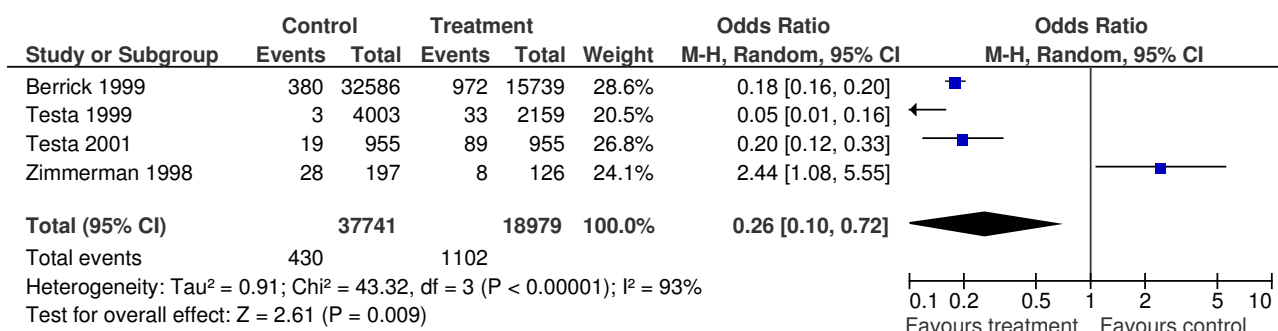 Control Treatment Odds Ratio Odds Ratio
Study or Subgroup Events Total Events Total Weight M-H, Random, 95% CI M-H, Random, 95% CI
Berrick 1999 380 32586 972 15739 28.6% 0.18 [0.16, 0.20]
Testa 1999 3 4003 33 2159 20.5% 0.05 [0.01, 0.16]
Testa 2001 19 955 89 955 26.8% 0.20 [0.12, 0.33]
Zimmerman 1998 28 197 8 126 24.1% 2.44 [1.08, 5.55]
Total (95% CI) 37741 18979 100.0% 0.26 [0.10, 0.72]
Total events 430 1102
Heterogeneity: Tau² = 0.91; Chi² = 43.32, df = 3 (P < 0.00001); I² = 93%
Test for overall effect: Z = 2.61 (P = 0.009)
0.1 0.2 0.5 1 2 5 10
Favours treatment Favours control